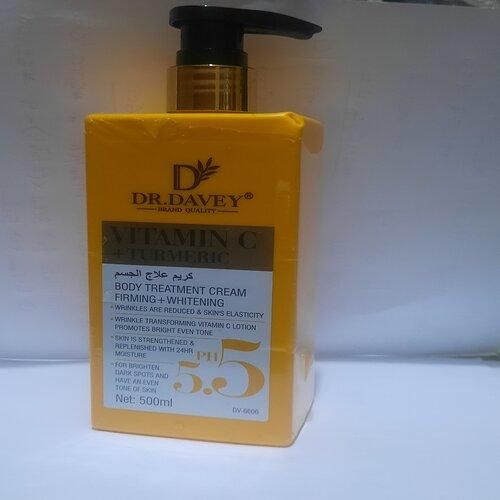 D
DR.DAVEY®
BRAND QUALITY
VITAMIN C
+TURMERIC
كريم علاج الجسم
BODY TREATMENT CREAM
FIRMING+WHITENING
• WRINKLES ARE REDUCED & SKIN'S ELASTICITY
• WRINKLE TRANSFORMING VITAMIN C LOTION
PROMOTES BRIGHT EVEN TONE
• SKIN IS STRENGTHENED &
REPLENISHED WITH 24HR
MOISTURE
• FOR BRIGHTEN
DARK SPOTS AND
HAVE AN EVEN
TONE OF SKIN
PH
5.5
Net: 500ml
DV-6606